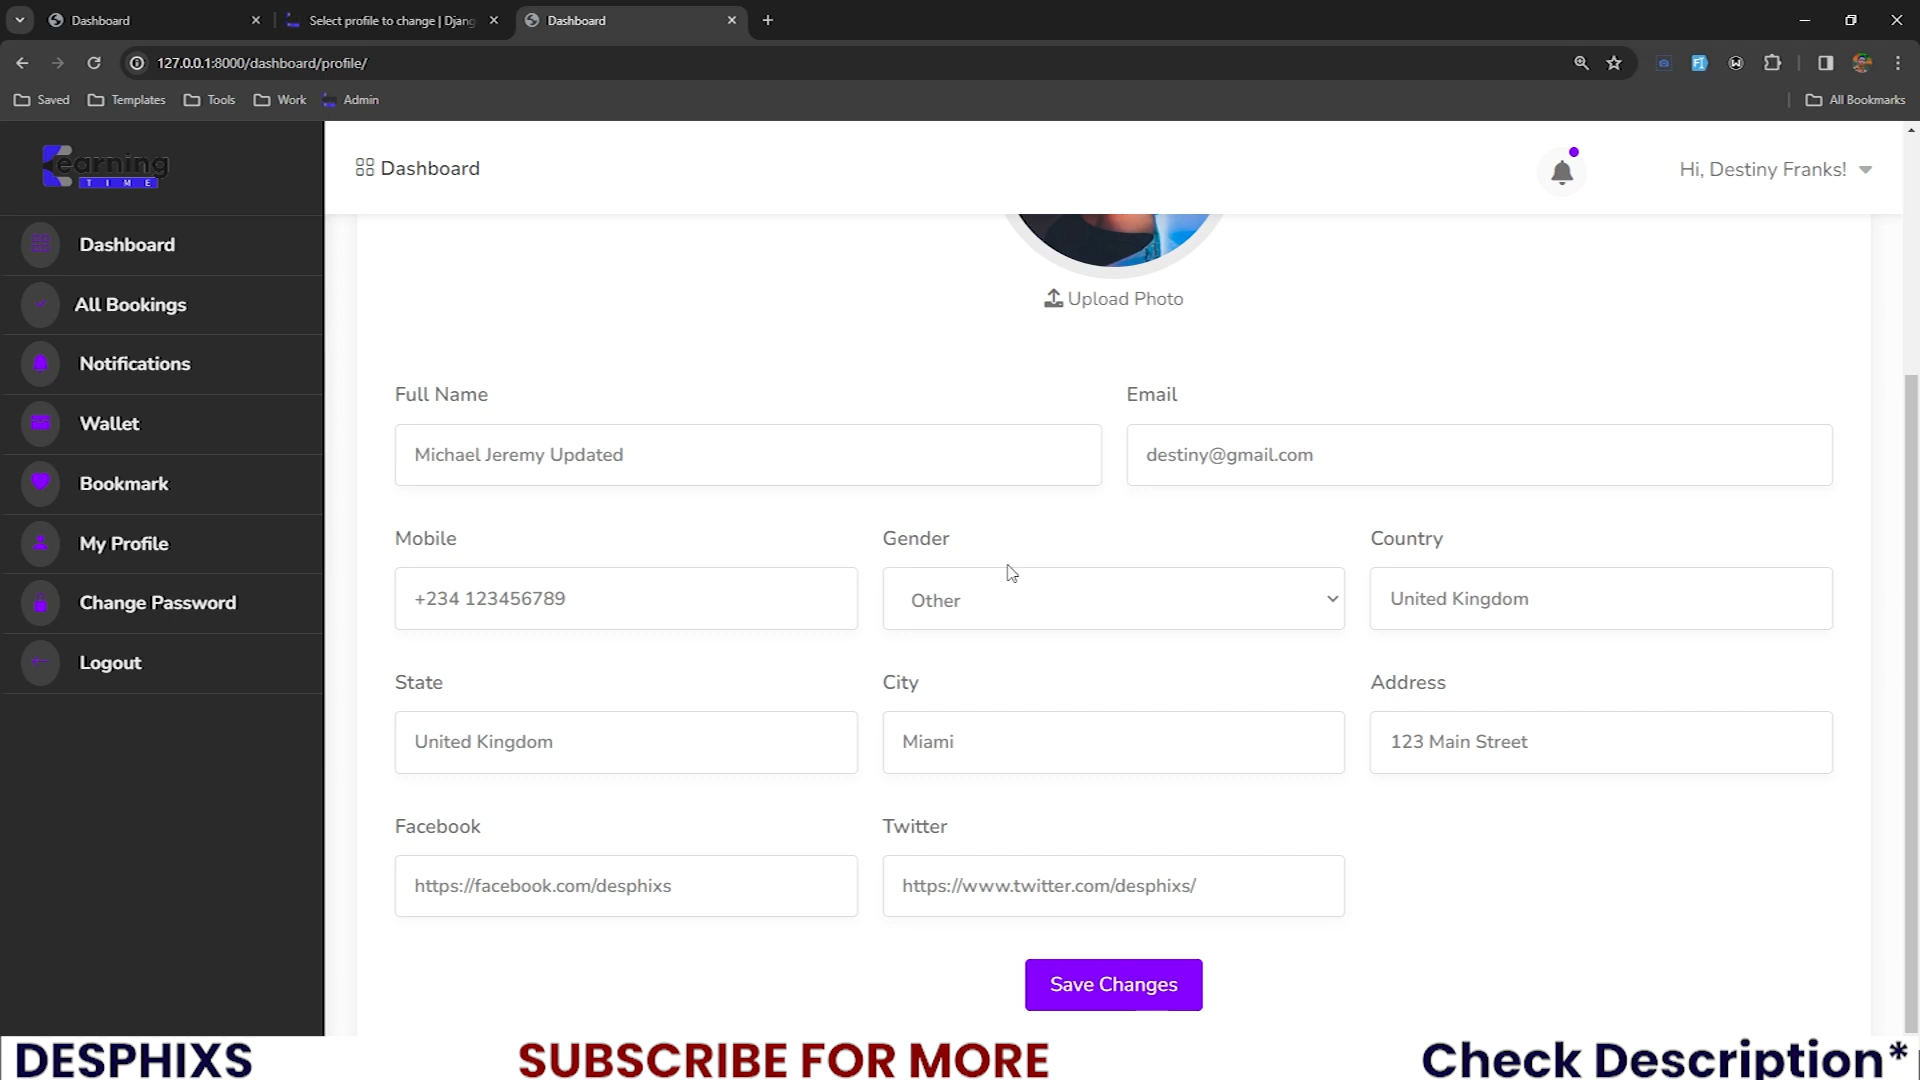 Dashboard
Select profile to change | Djang
Dashboard
127.0.0.1:8000/dashboard/profile/
Saved
Templates
Tools
Work
Admin
All Bookmarks
Learning
TIME
Dashboard
Hi, Destiny Franks!
Dashboard
All Bookings
Notifications
Wallet
Bookmark
My Profile
Change Password
Logout
Upload Photo
Full Name
Email
Michael Jeremy Updated
destiny@gmail.com
Mobile
Gender
Country
+234 123456789
Other
United Kingdom
State
City
Address
United Kingdom
Miami
123 Main Street
Facebook
Twitter
https://facebook.com/desphixs
https://www.twitter.com/desphixs/
Save Changes
DESPHIXS
SUBSCRIBE FOR MORE
Check Description*